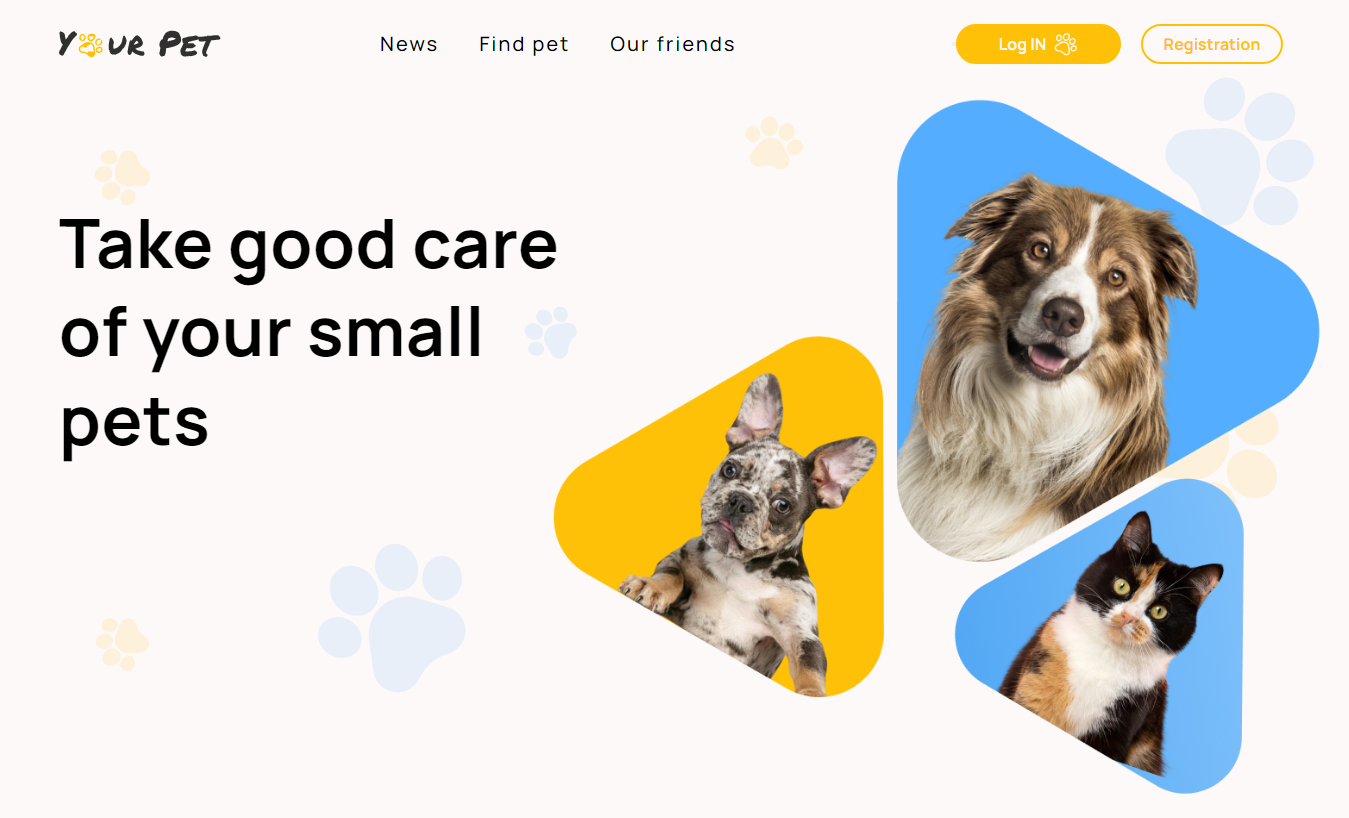 Your Pet
News
Find pet
Our friends
Log IN
Registration
Take good care
of your small
pets